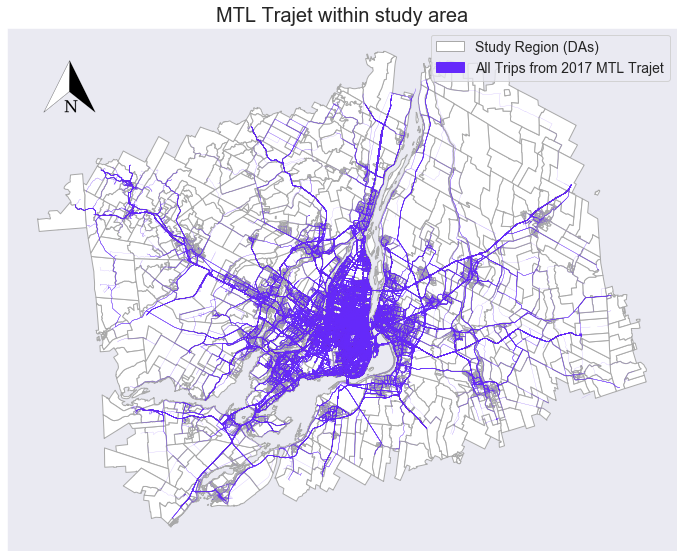 MTL Trajet within study area
Study Region (DAs)
All Trips from 2017 MTL Trajet
N